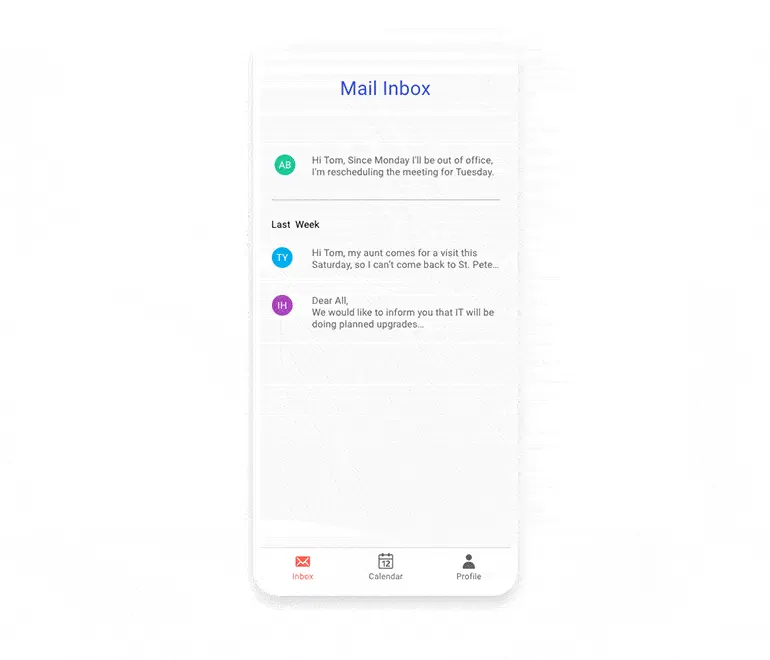 Mail Inbox
AB
Hi Tom, Since Monday I'll be out of office,
I'm rescheduling the meeting for Tuesday.
Last Week
TY
Hi Tom, my aunt comes for a visit this
Saturday, so I can't come back to St. Pete...
IH
Dear All,
We would like to inform you that IT will be
doing planned upgrades...
12
Inbox
Calendar
Profile